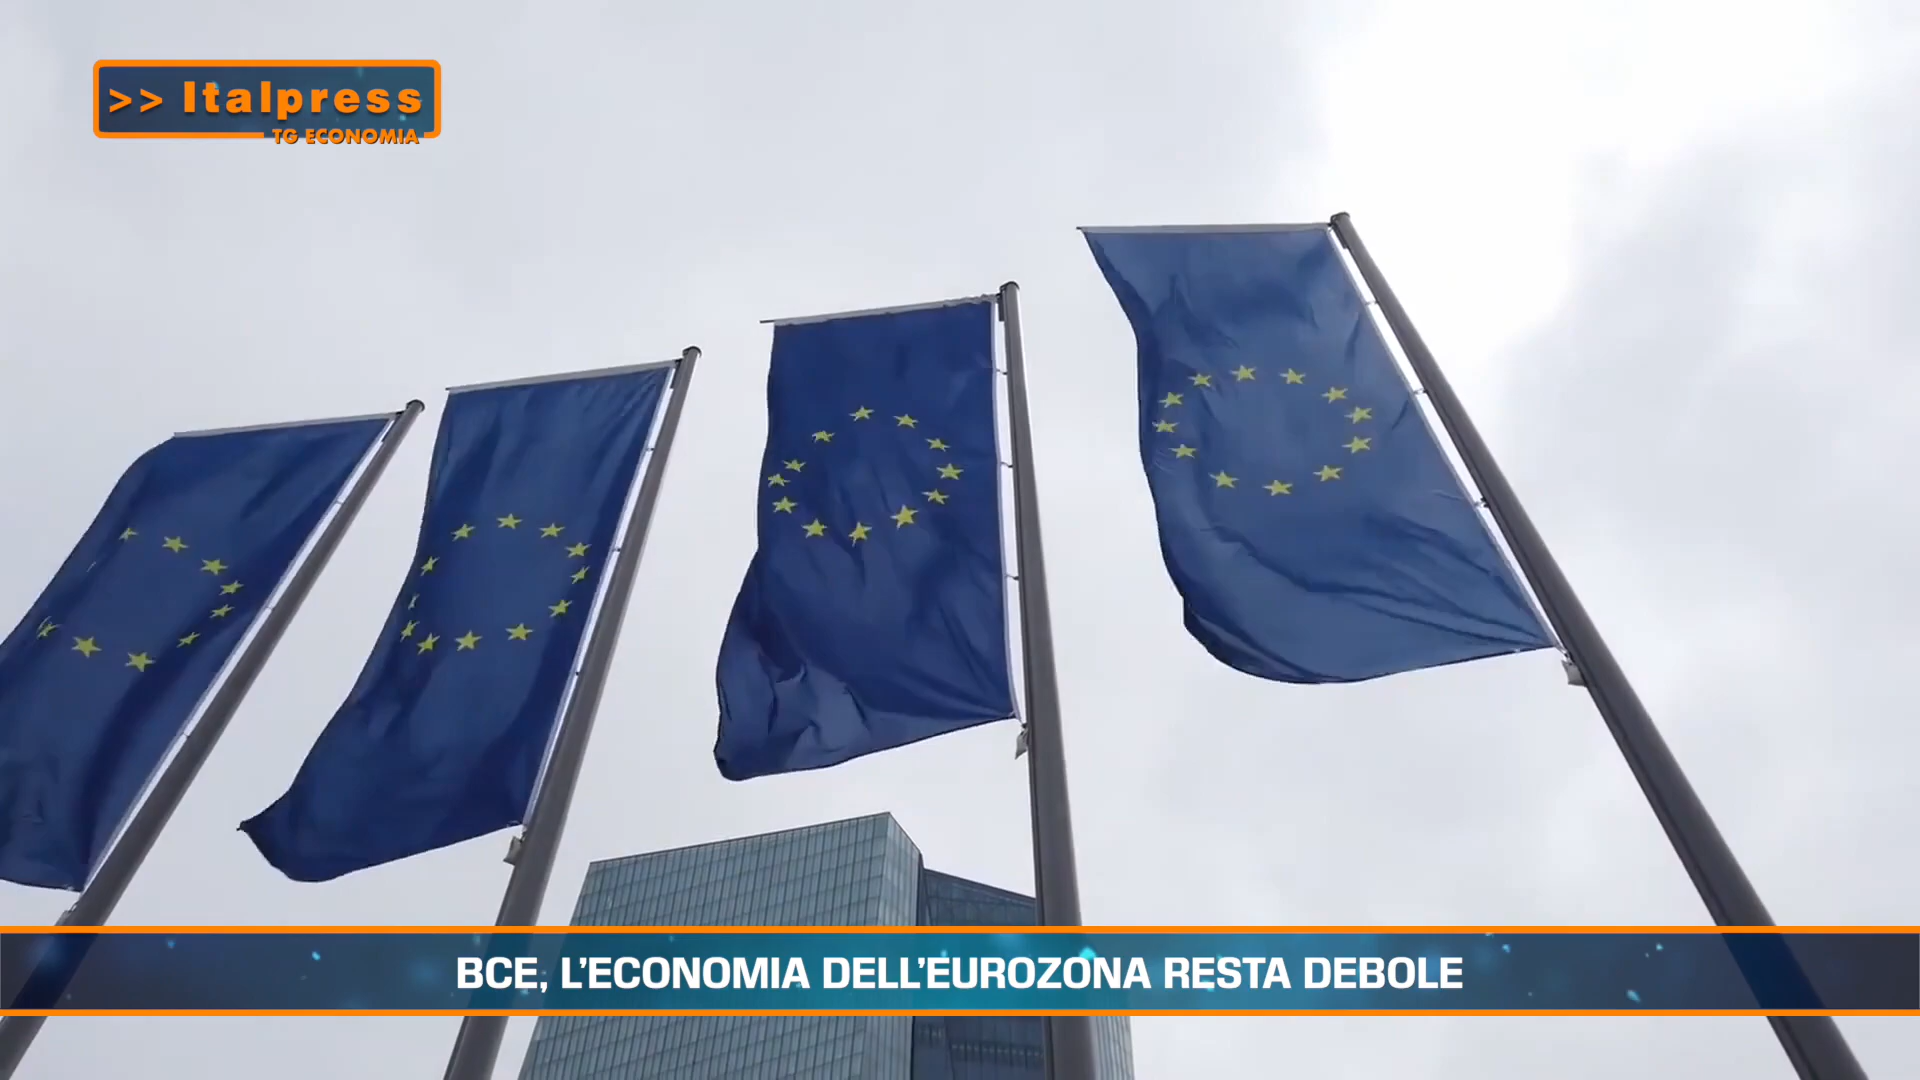 >> Italpress
TG ECONOMIA
BCE, L’ECONOMIA DELL’EUROZONA RESTA DEBOLE